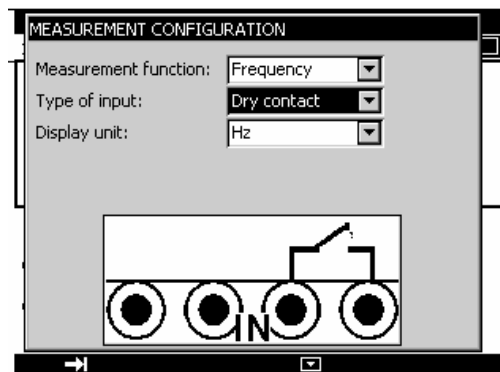 MEASUREMENT CONFIGURATION
Measurement function: Frequency
Type of input: Dry contact
Display unit: Hz
IN